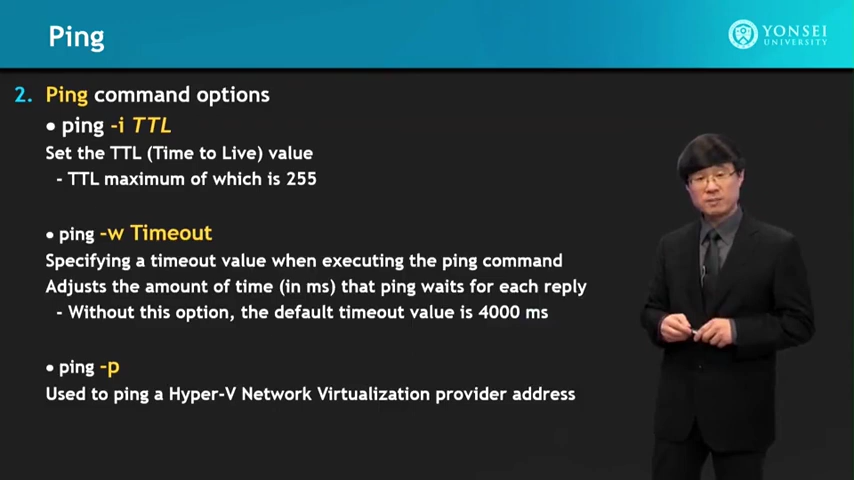 Ping
YONSEI
UNIVERSITY
2. Ping command options
• ping -i TTL
Set the TTL (Time to Live) value
- TTL maximum of which is 255
• ping -w Timeout
Specifying a timeout value when executing the ping command
Adjusts the amount of time (in ms) that ping waits for each reply
- Without this option, the default timeout value is 4000 ms
• ping -p
Used to ping a Hyper-V Network Virtualization provider address